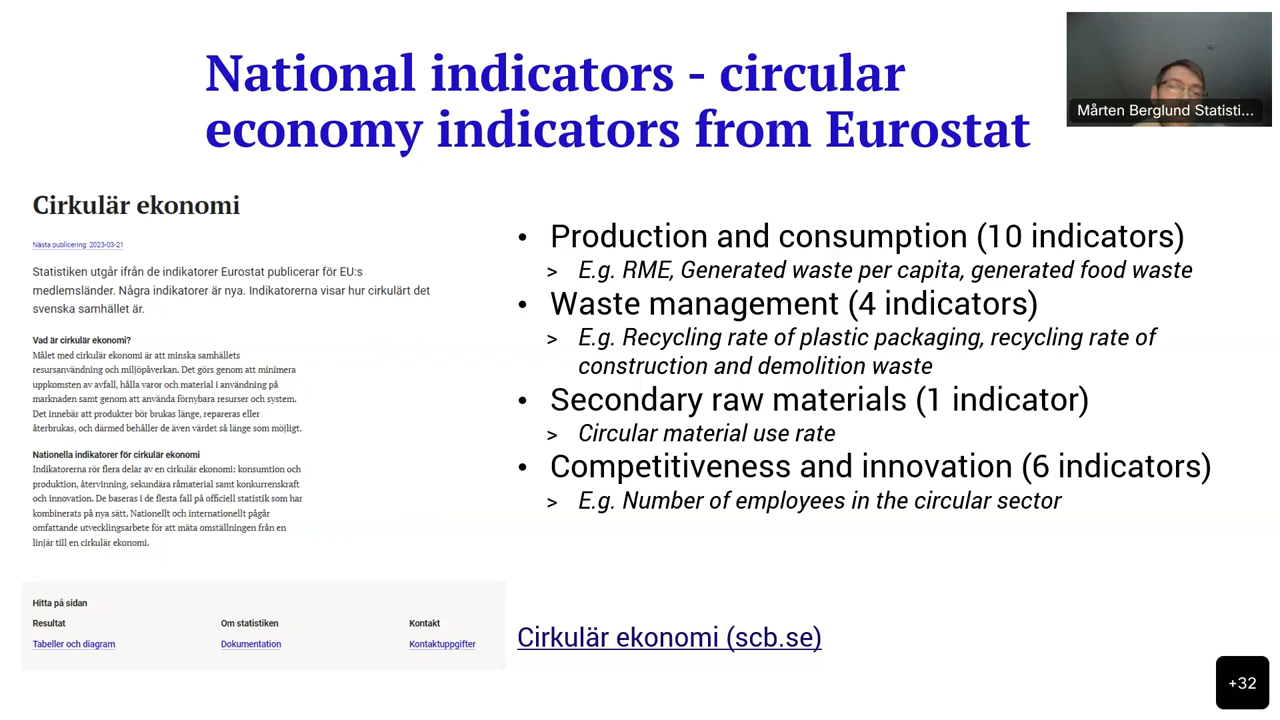 National indicators - circular
economy indicators from Eurostat
Mårten Berglund Statisti...
Cirkulär ekonomi
Nästa publicering: 2023-03-21
Statistiken utgår ifrån de indikatorer Eurostat publicerar för EU:s
medlemsländer. Några indikatorer är nya. Indikatorerna visar hur cirkulärt det
svenska samhället är.
Vad är cirkulär ekonomi?
Målet med cirkulär ekonomi är att minska samhällets
resursanvändning och miljöpåverkan. Det görs genom att minimera
uppkomsten av avfall, hålla varor och material i användning på
marknaden samt genom att använda förnybara resurser och system.
Det innebär att produkter bör brukas länge, repareras eller
återbrukas, och därmed behåller de även värdet så länge som möjligt.
Nationella indikatorer för cirkulär ekonomi
Indikatorerna rör flera delar av en cirkulär ekonomi: konsumtion och
produktion, återvinning, sekundära råmaterial samt konkurrenskraft
och innovation. De baseras i de flesta fall på officiell statistik som har
kombinerats på nya sätt. Nationellt och internationellt pågår
omfattande utvecklingsarbete för att mäta omställningen från en
linjär till en cirkulär ekonomi.
Hitta på sidan
Resultat Om statistiken Kontakt
Tabeller och diagram Dokumentation Kontaktuppgifter
• Production and consumption (10 indicators)
> E.g. RME, Generated waste per capita, generated food waste
• Waste management (4 indicators)
> E.g. Recycling rate of plastic packaging, recycling rate of
construction and demolition waste
• Secondary raw materials (1 indicator)
> Circular material use rate
• Competitiveness and innovation (6 indicators)
> E.g. Number of employees in the circular sector
Cirkulär ekonomi (scb.se)
+32